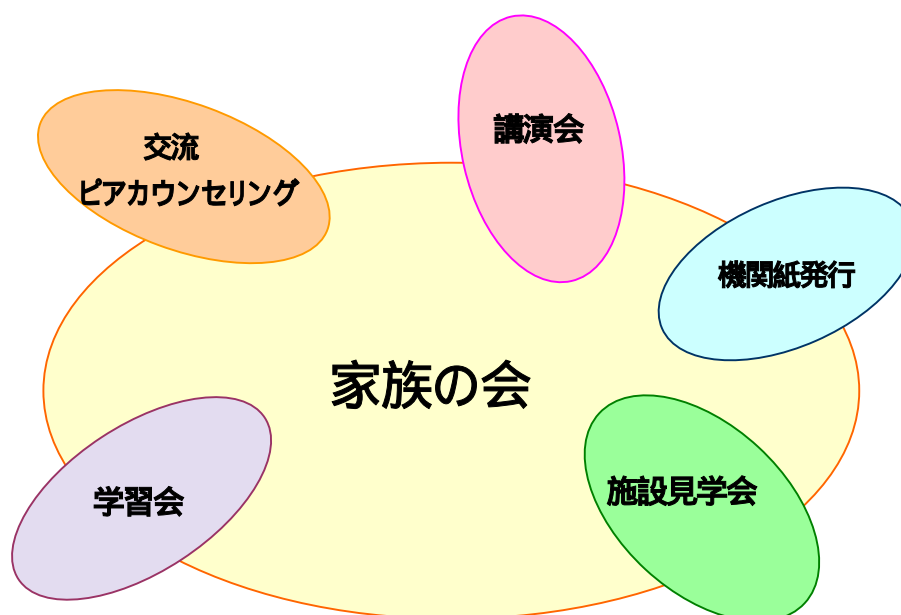 講演会
交流
ピアカウンセリング
機関紙発行
家族の会
学習会
施設見学会